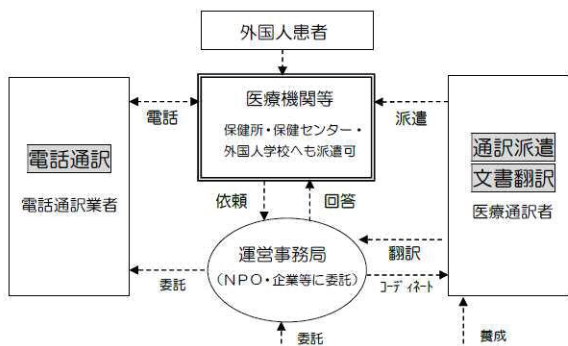 外国人患者
医療機関等
保健所・保健センター・
外国人学校へも派遣可
電話
派遣
電話通訳
電話通訳業者
通訳派遣
文書翻訳
医療通訳者
依頼
回答
運営事務局
(NPO・企業等に委託)
翻訳
コーディネート
委託
委託
養成